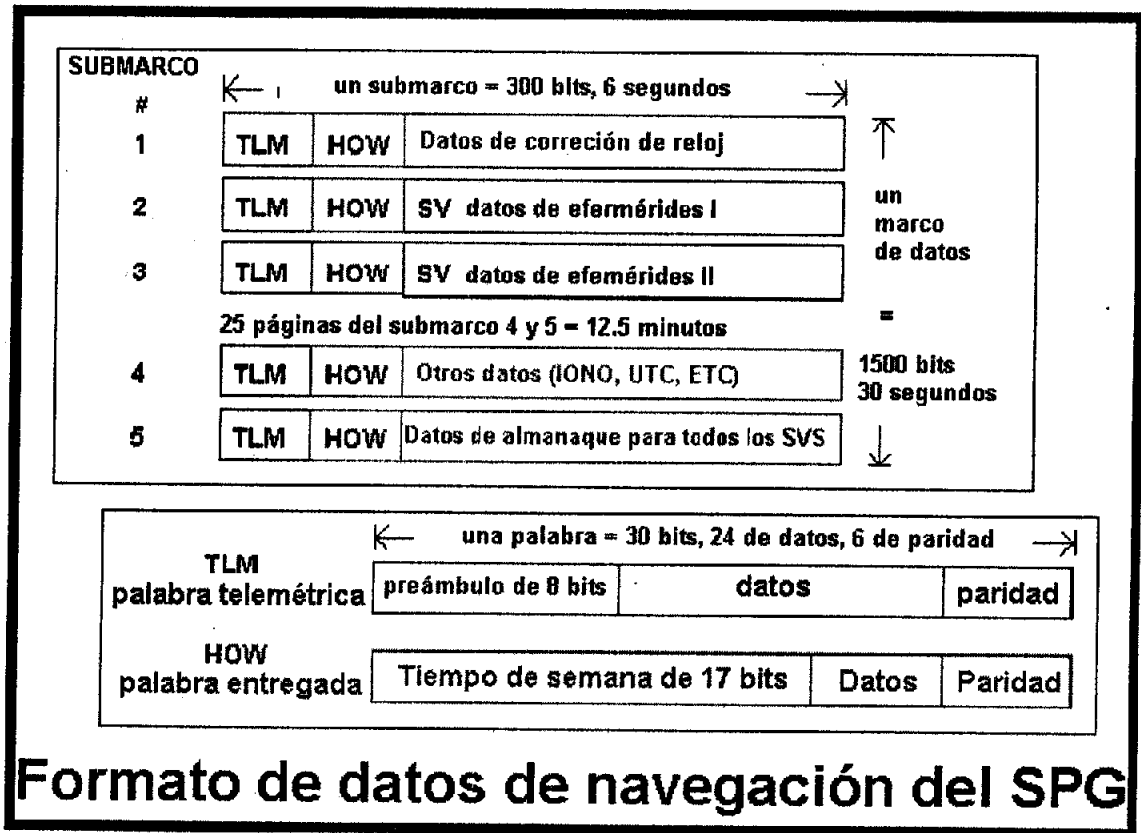 SUBMARCO
#
un submarco = 300 bits, 6 segundos
1 TLM HOW Datos de correción de reloj
2 TLM HOW SV datos de efermérides I
3 TLM HOW SV datos de efemérides II
un
marco
de datos
=
1500 bits
30 segundos
25 páginas del submarco 4 y 5 = 12.5 minutos
4 TLM HOW Otros datos (IONO, UTC, ETC)
5 TLM HOW Datos de almanaque para todos los SVS
una palabra = 30 bits, 24 de datos, 6 de paridad
TLM
palabra telemétrica preámbulo de 8 bits datos paridad
HOW
palabra entregada Tiempo de semana de 17 bits Datos Paridad
Formato de datos de navegación del SPG